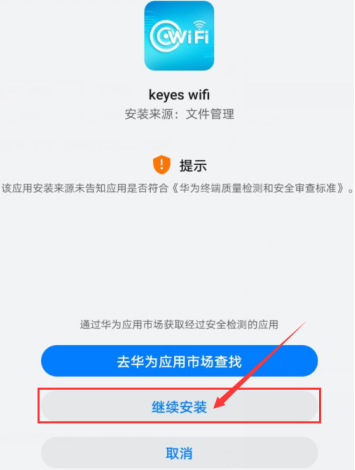 WiFi
keyes wifi
安装来源：文件管理
提示
该应用安装来源未告知应用是否符合《华为终端质量检测和安全审查标准》。
通过华为应用市场获取经过安全检测的应用
去华为应用市场查找
继续安装
取消